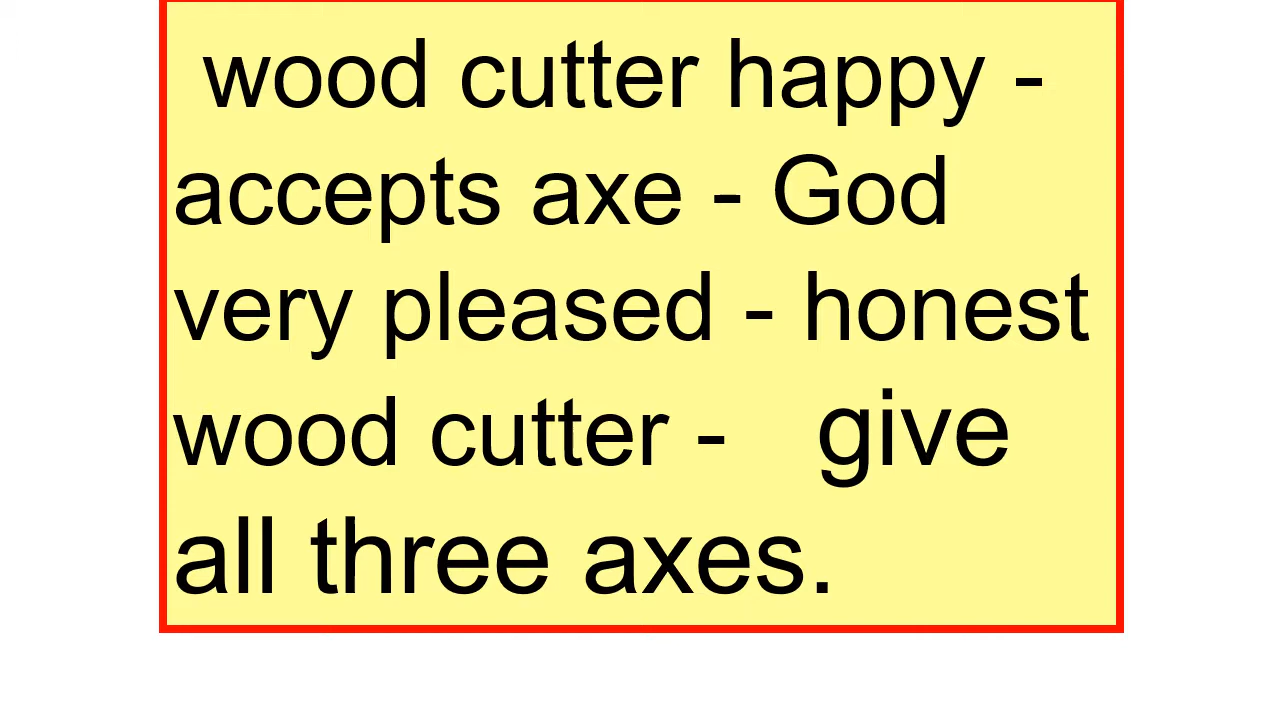 wood cutter happy -
accepts axe - God
very pleased - honest
wood cutter - give
all three axes.